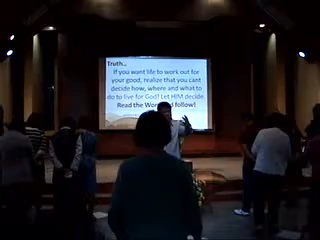 Truth...
If you want life to work out for
your good, realize that you cant
decide how, where and what to
do to live for God! Let HIM decide.
Read the Word and follow!